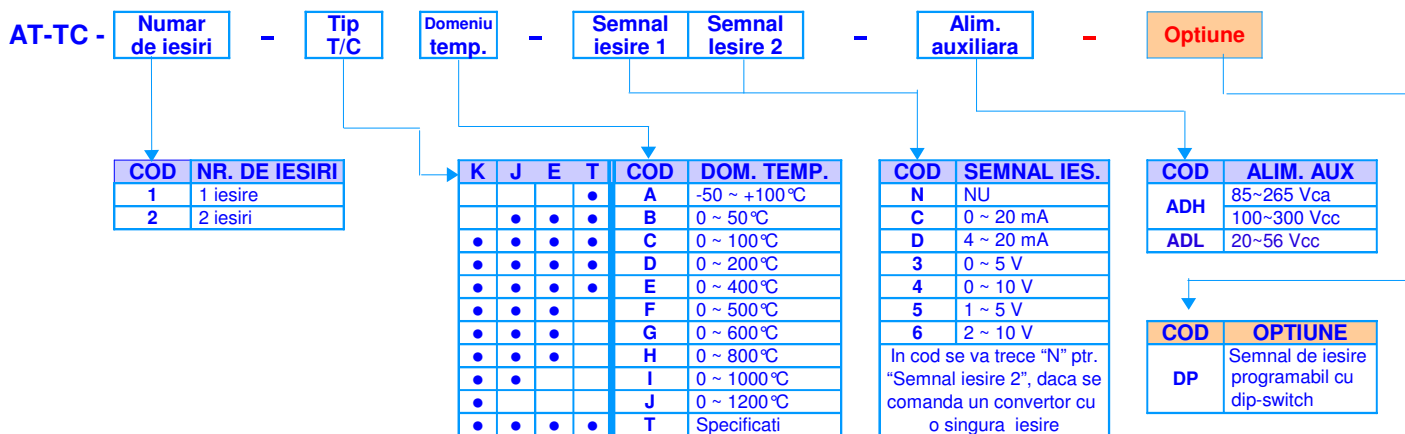 AT-TC - Numar de iesiri – Tip T/C Domeniu temp. – Semnal iesire 1 Semnal Iesire 2 – Alim. auxiliara – Optiune
COD NR. DE IESIRI
1 1 iesire
2 2 iesiri
K J E T COD DOM. TEMP.
● A -50 ~ +100°C
● ● ● B 0 ~ 50°C
● ● ● ● C 0 ~ 100°C
● ● ● ● D 0 ~ 200°C
● ● ● ● E 0 ~ 400°C
● ● ● F 0 ~ 500°C
● ● ● G 0 ~ 600°C
● ● ● H 0 ~ 800°C
● ● I 0 ~ 1000°C
● J 0 ~ 1200°C
● ● ● ● T Specificati
COD SEMNAL IES.
N NU
C 0 ~ 20 mA
D 4 ~ 20 mA
3 0 ~ 5 V
4 0 ~ 10 V
5 1 ~ 5 V
6 2 ~ 10 V
In cod se va trece “N” ptr.
“Semnal iesire 2”, daca se
comanda un convertor cu
o singura iesire
COD ALIM. AUX
ADH 85~265 Vca
100~300 Vcc
ADL 20~56 Vcc
COD OPTIUNE
DP Semnal de iesire
programabil cu
dip-switch